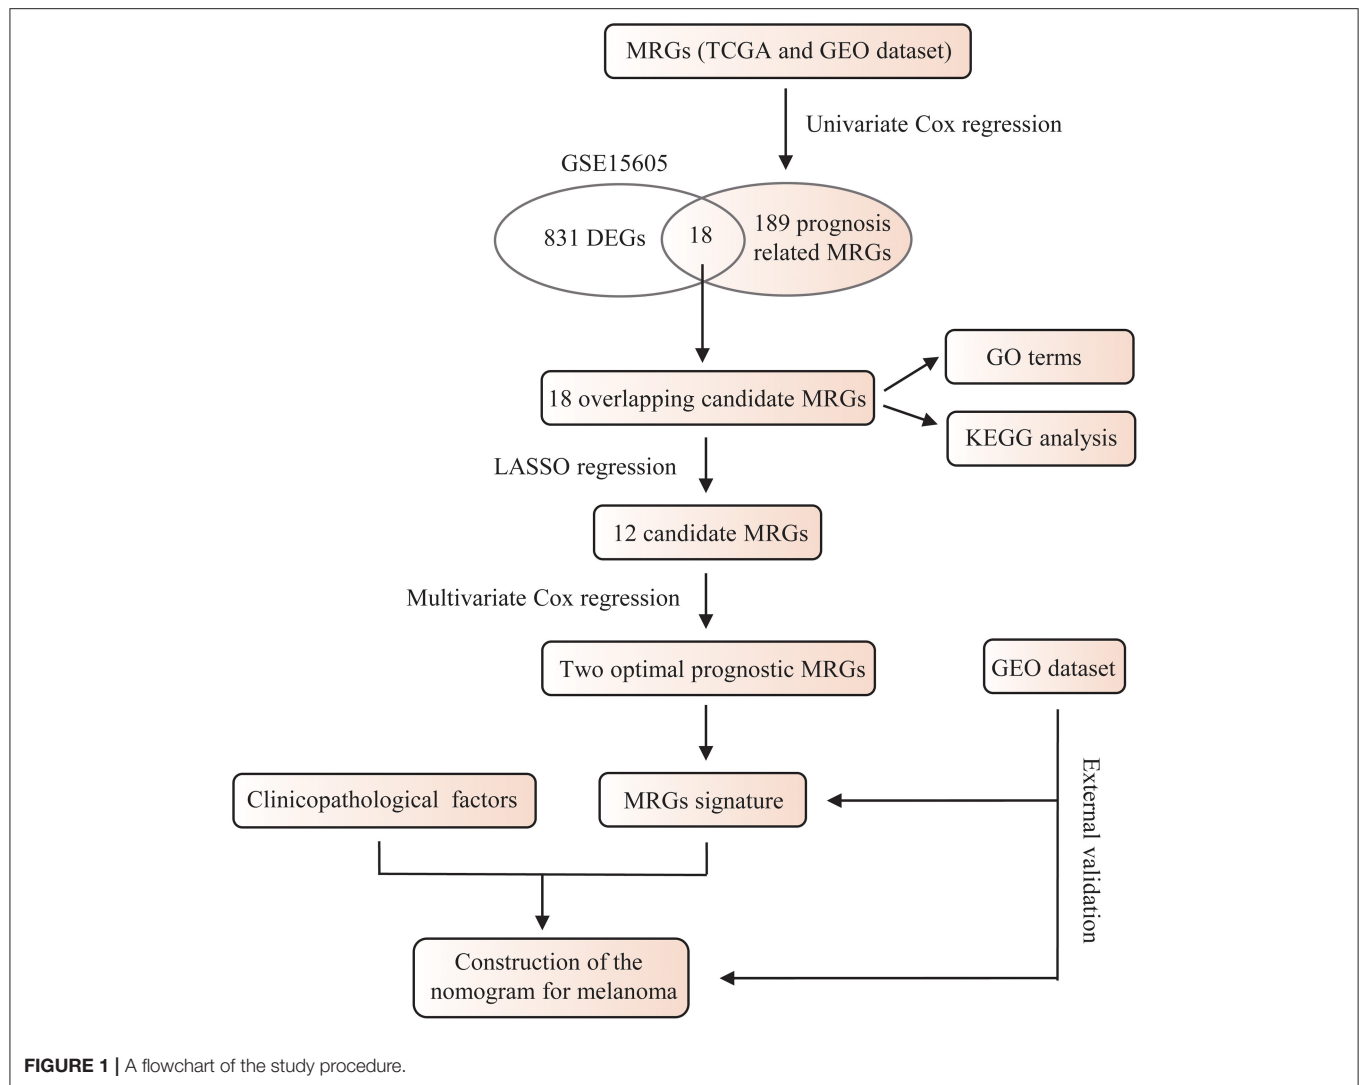 MRGs (TCGA and GEO dataset)
Univariate Cox regression
GSE15605
831 DEGs
18
189 prognosis
related MRGs
18 overlapping candidate MRGs
GO terms
KEGG analysis
LASSO regression
12 candidate MRGs
Multivariate Cox regression
Two optimal prognostic MRGs
GEO dataset
Clinicopathological factors
MRGs signature
External validation
Construction of the
nomogram for melanoma
FIGURE 1 | A flowchart of the study procedure.